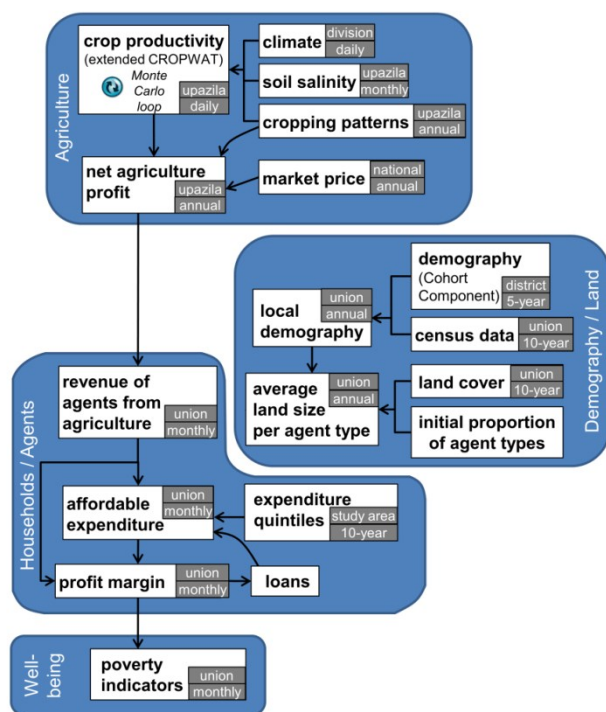 Agriculture
crop productivity
(extended CROPWAT)
Monte
Carlo
loop
upazila
daily
climate
division
daily
soil salinity
upazila
monthly
cropping patterns
upazila
annual
net agriculture
profit
upazila
annual
market price
national
annual
Demography / Land
demography
(Cohort
Component)
district
5-year
local
demography
union
annual
census data
union
10-year
average
land size
per agent type
union
annual
land cover
union
10-year
initial proportion
of agent types
Households / Agents
revenue of
agents from
agriculture
union
monthly
affordable
expenditure
union
monthly
expenditure
quintiles
study area
10-year
profit margin
union
monthly
loans
Well-
being
poverty
indicators
union
monthly